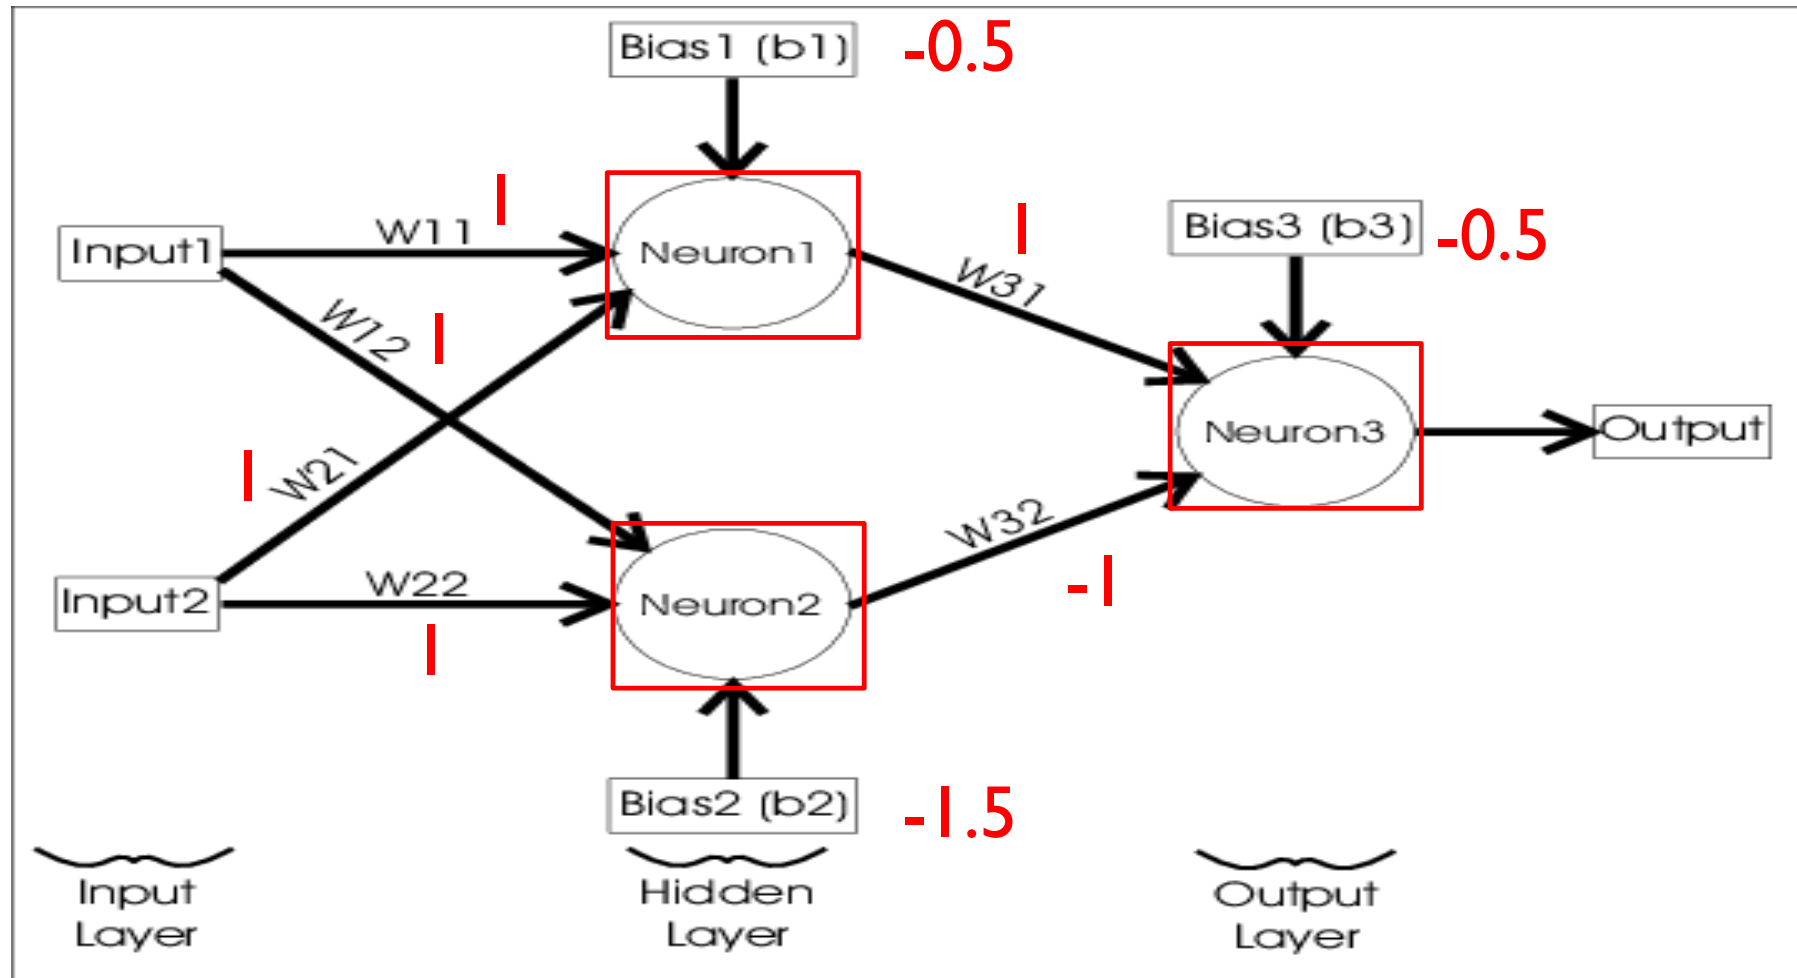 Bias1 (b1) -0.5
1
W11
Input1
Neuron1
1
W31
Bias3 (b3) -0.5
W12
1
Neuron3
Output
1
W21
W32
-1
Input2
W22
1
Neuron2
Bias2 (b2) -1.5
Input
Layer
Hidden
Layer
Output
Layer